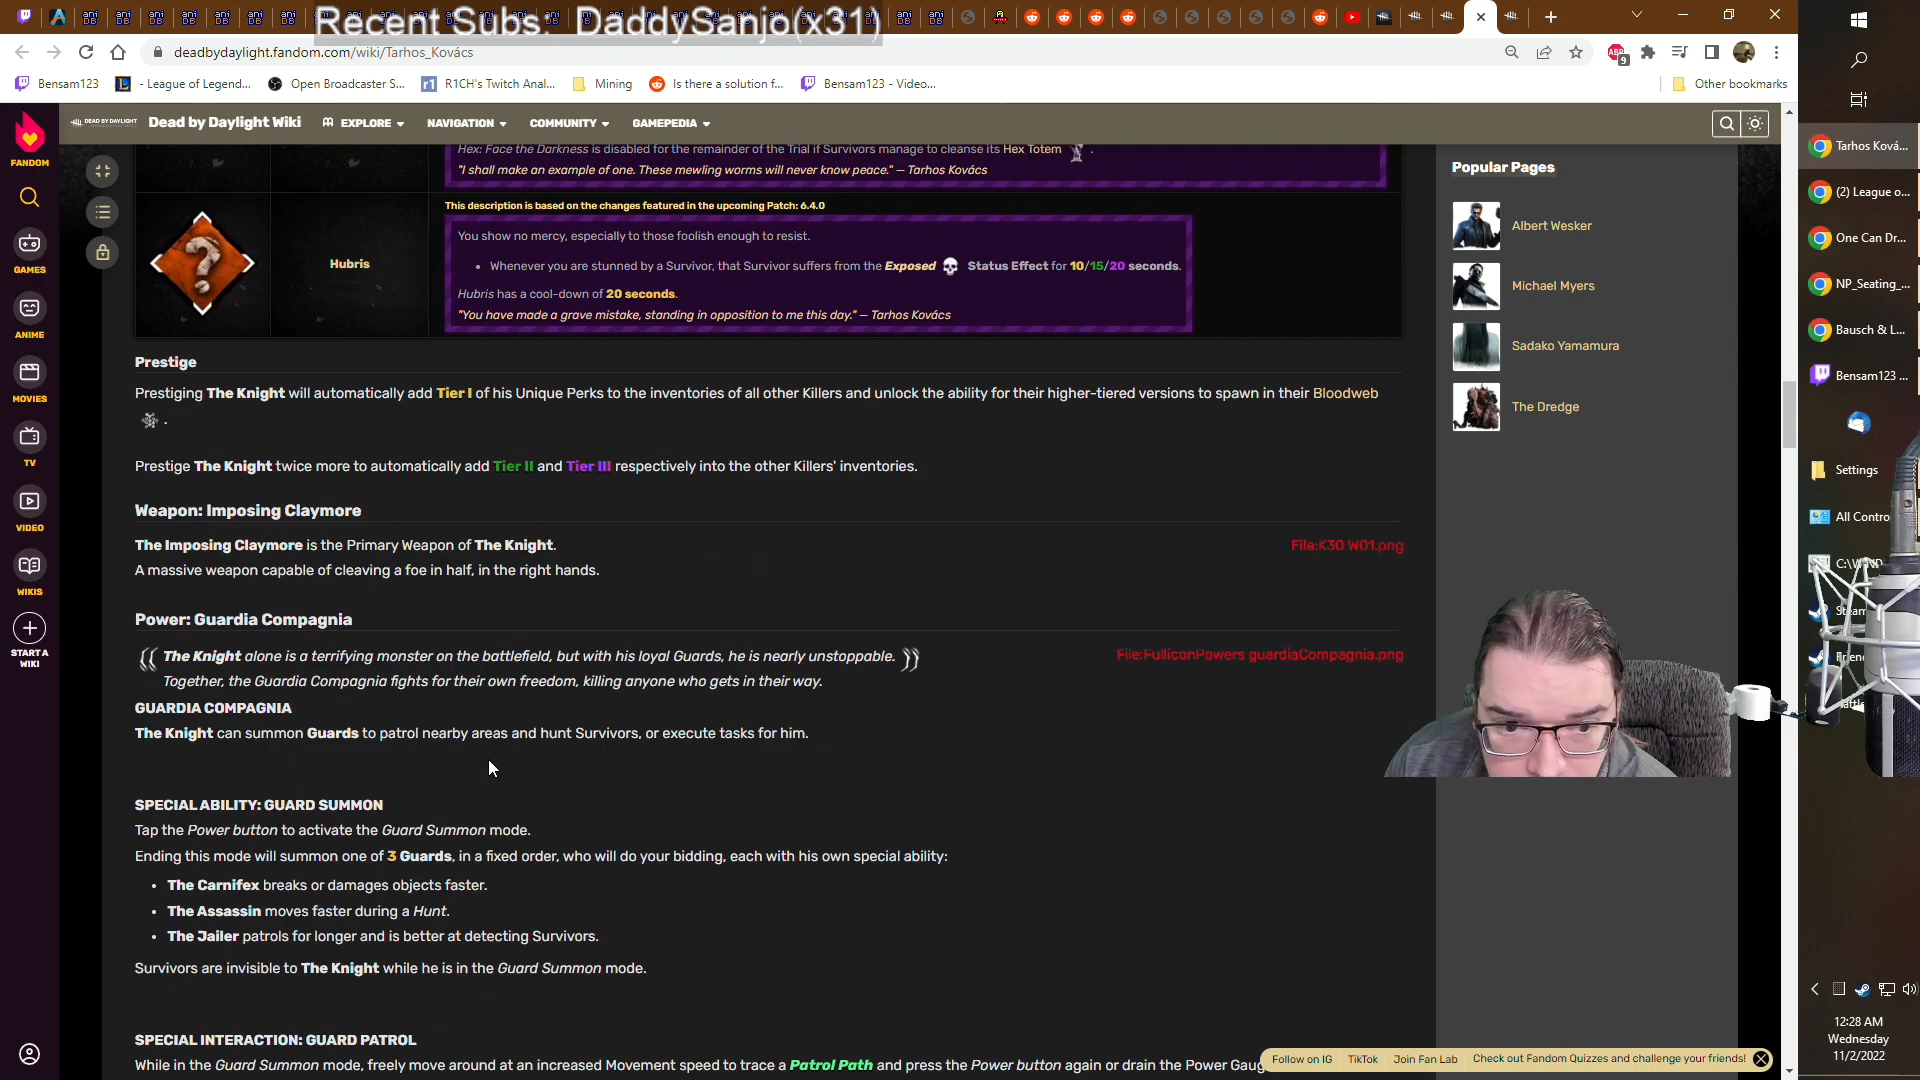 Recent Subs: DaddySanjo(x31)
deadbydaylight.fandom.com/wiki/Tarhos_Kovács
Bensam123
- League of Legend...
Open Broadcaster S...
R1CH's Twitch Anal...
Mining
Is there a solution f...
Bensam123 - Video...
Other bookmarks
FANDOM
GAMES
ANIME
MOVIES
TV
VIDEO
WIKIS
START A WIKI
DEAD BY DAYLIGHT
Dead by Daylight Wiki
EXPLORE
NAVIGATION
COMMUNITY
GAMEPEDIA
Hex: Face the Darkness is disabled for the remainder of the Trial if Survivors manage to cleanse its Hex Totem .
"I shall make an example of one. These mewling worms will never know peace." — Tarhos Kovács
Hubris
This description is based on the changes featured in the upcoming Patch: 6.4.0
You show no mercy, especially to those foolish enough to resist.
• Whenever you are stunned by a Survivor, that Survivor suffers from the Exposed Status Effect for 10/15/20 seconds.
Hubris has a cool-down of 20 seconds.
"You have made a grave mistake, standing in opposition to me this day." — Tarhos Kovács
Prestige
Prestiging The Knight will automatically add Tier I of his Unique Perks to the inventories of all other Killers and unlock the ability for their higher-tiered versions to spawn in their Bloodweb
.
Prestige The Knight twice more to automatically add Tier II and Tier III respectively into the other Killers' inventories.
Weapon: Imposing Claymore
The Imposing Claymore is the Primary Weapon of The Knight.
File:K30 W01.png
A massive weapon capable of cleaving a foe in half, in the right hands.
Power: Guardia Compagnia
The Knight alone is a terrifying monster on the battlefield, but with his loyal Guards, he is nearly unstoppable.
Together, the Guardia Compagnia fights for their own freedom, killing anyone who gets in their way.
File:FulliconPowers guardiaCompagnia.png
GUARDIA COMPAGNIA
The Knight can summon Guards to patrol nearby areas and hunt Survivors, or execute tasks for him.
SPECIAL ABILITY: GUARD SUMMON
Tap the Power button to activate the Guard Summon mode.
Ending this mode will summon one of 3 Guards, in a fixed order, who will do your bidding, each with his own special ability:
• The Carnifex breaks or damages objects faster.
• The Assassin moves faster during a Hunt.
• The Jailer patrols for longer and is better at detecting Survivors.
Survivors are invisible to The Knight while he is in the Guard Summon mode.
SPECIAL INTERACTION: GUARD PATROL
While in the Guard Summon mode, freely move around at an increased Movement speed to trace a Patrol Path and press the Power button again or drain the Power Gaug
Popular Pages
Albert Wesker
Michael Myers
Sadako Yamamura
The Dredge
Follow on IG
TikTok
Join Fan Lab
Check out Fandom Quizzes and challenge your friends!
Tarhos Ková...
(2) League o...
One Can Dr...
NP_Seating_...
Bausch & L...
Bensam123 ...
Settings
All Contro
C:\WIND
Steam
Friend
12:28 AM
Wednesday
11/2/2022